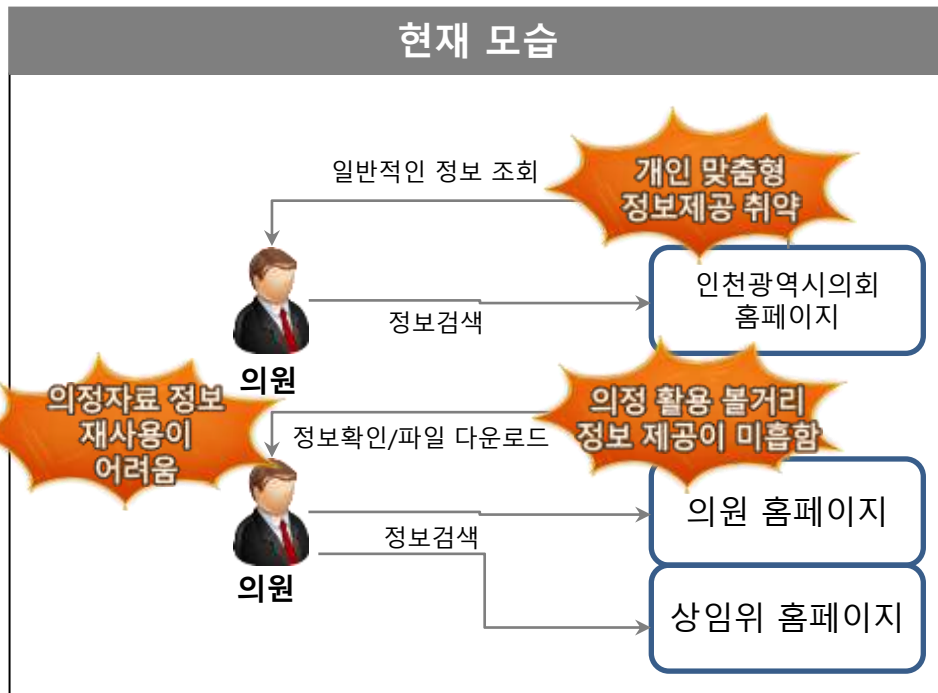 현재 모습
일반적인 정보 조회
개인 맞춤형
정보제공 취약
인천광역시의회
홈페이지
정보검색
의원
의정자료 정보
재사용이
어려움
의정 활용 볼거리
정보 제공이 미흡함
정보확인/파일 다운로드
의원 홈페이지
정보검색
의원
상임위 홈페이지